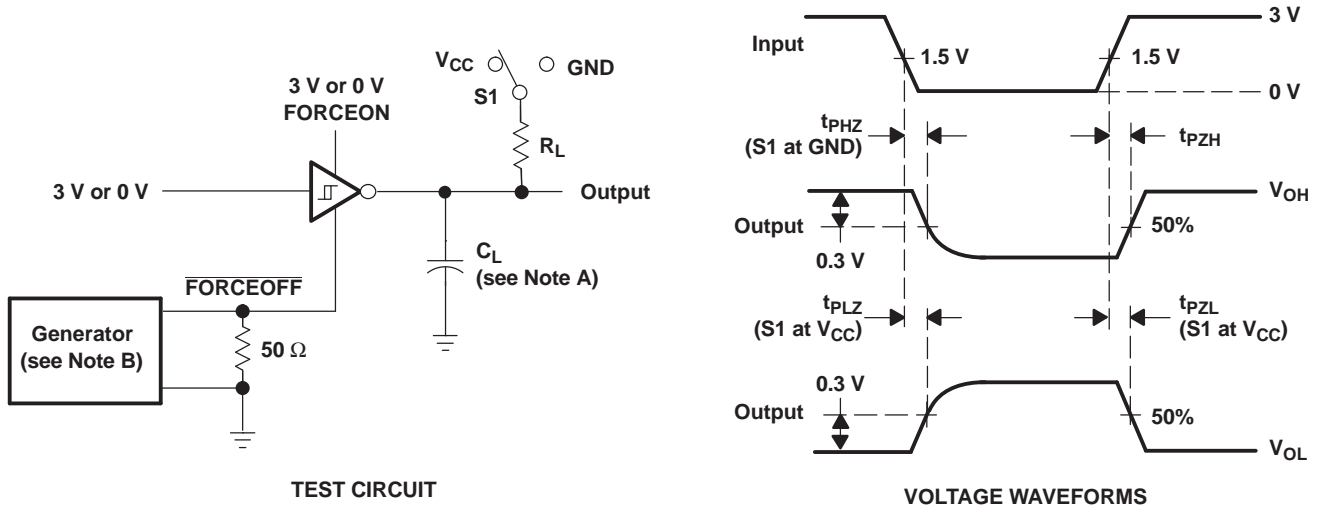 3 V or 0 V
FORCEON
VCC
GND
S1
RL
3 V or 0 V
Output
CL
(see Note A)
FORCEOFF
Generator
(see Note B)
50 Ω
TEST CIRCUIT
Input
3 V
1.5 V
1.5 V
0 V
tPHZ
(S1 at GND)
tPZH
Output
VOH
50%
0.3 V
tPLZ
(S1 at VCC)
tPZL
(S1 at VCC)
0.3 V
Output
50%
VOL
VOLTAGE WAVEFORMS